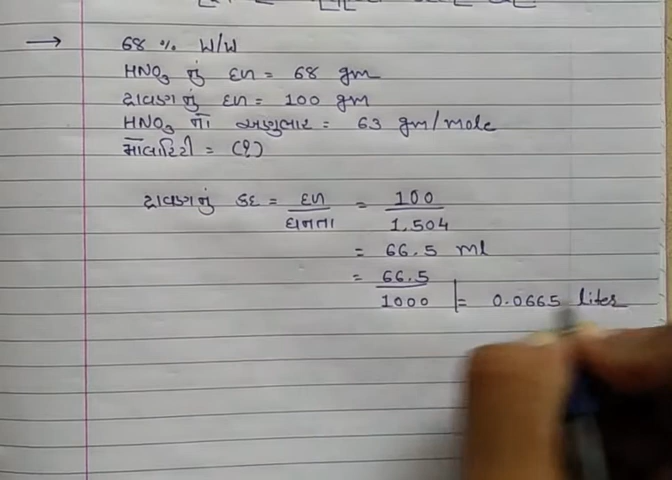 → 68 % W/W
HNO3 નું દળ = 68 gm
દ્રાવણનું દળ = 100 gm
HNO3 નો અણુભાર = 63 gm/mole
મોલારિટી = (?)
દ્રાવણનું કદ = દળ / ઘનતા = 100 / 1.504
= 66.5 ml
= 66.5 / 1000 = 0.0665 liter